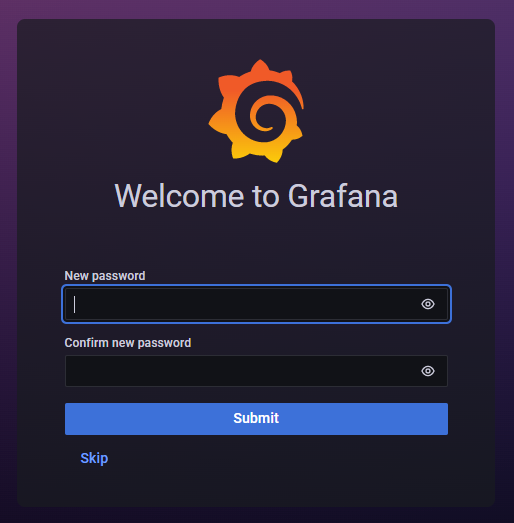 Welcome to Grafana
New password
Confirm new password
Submit
Skip